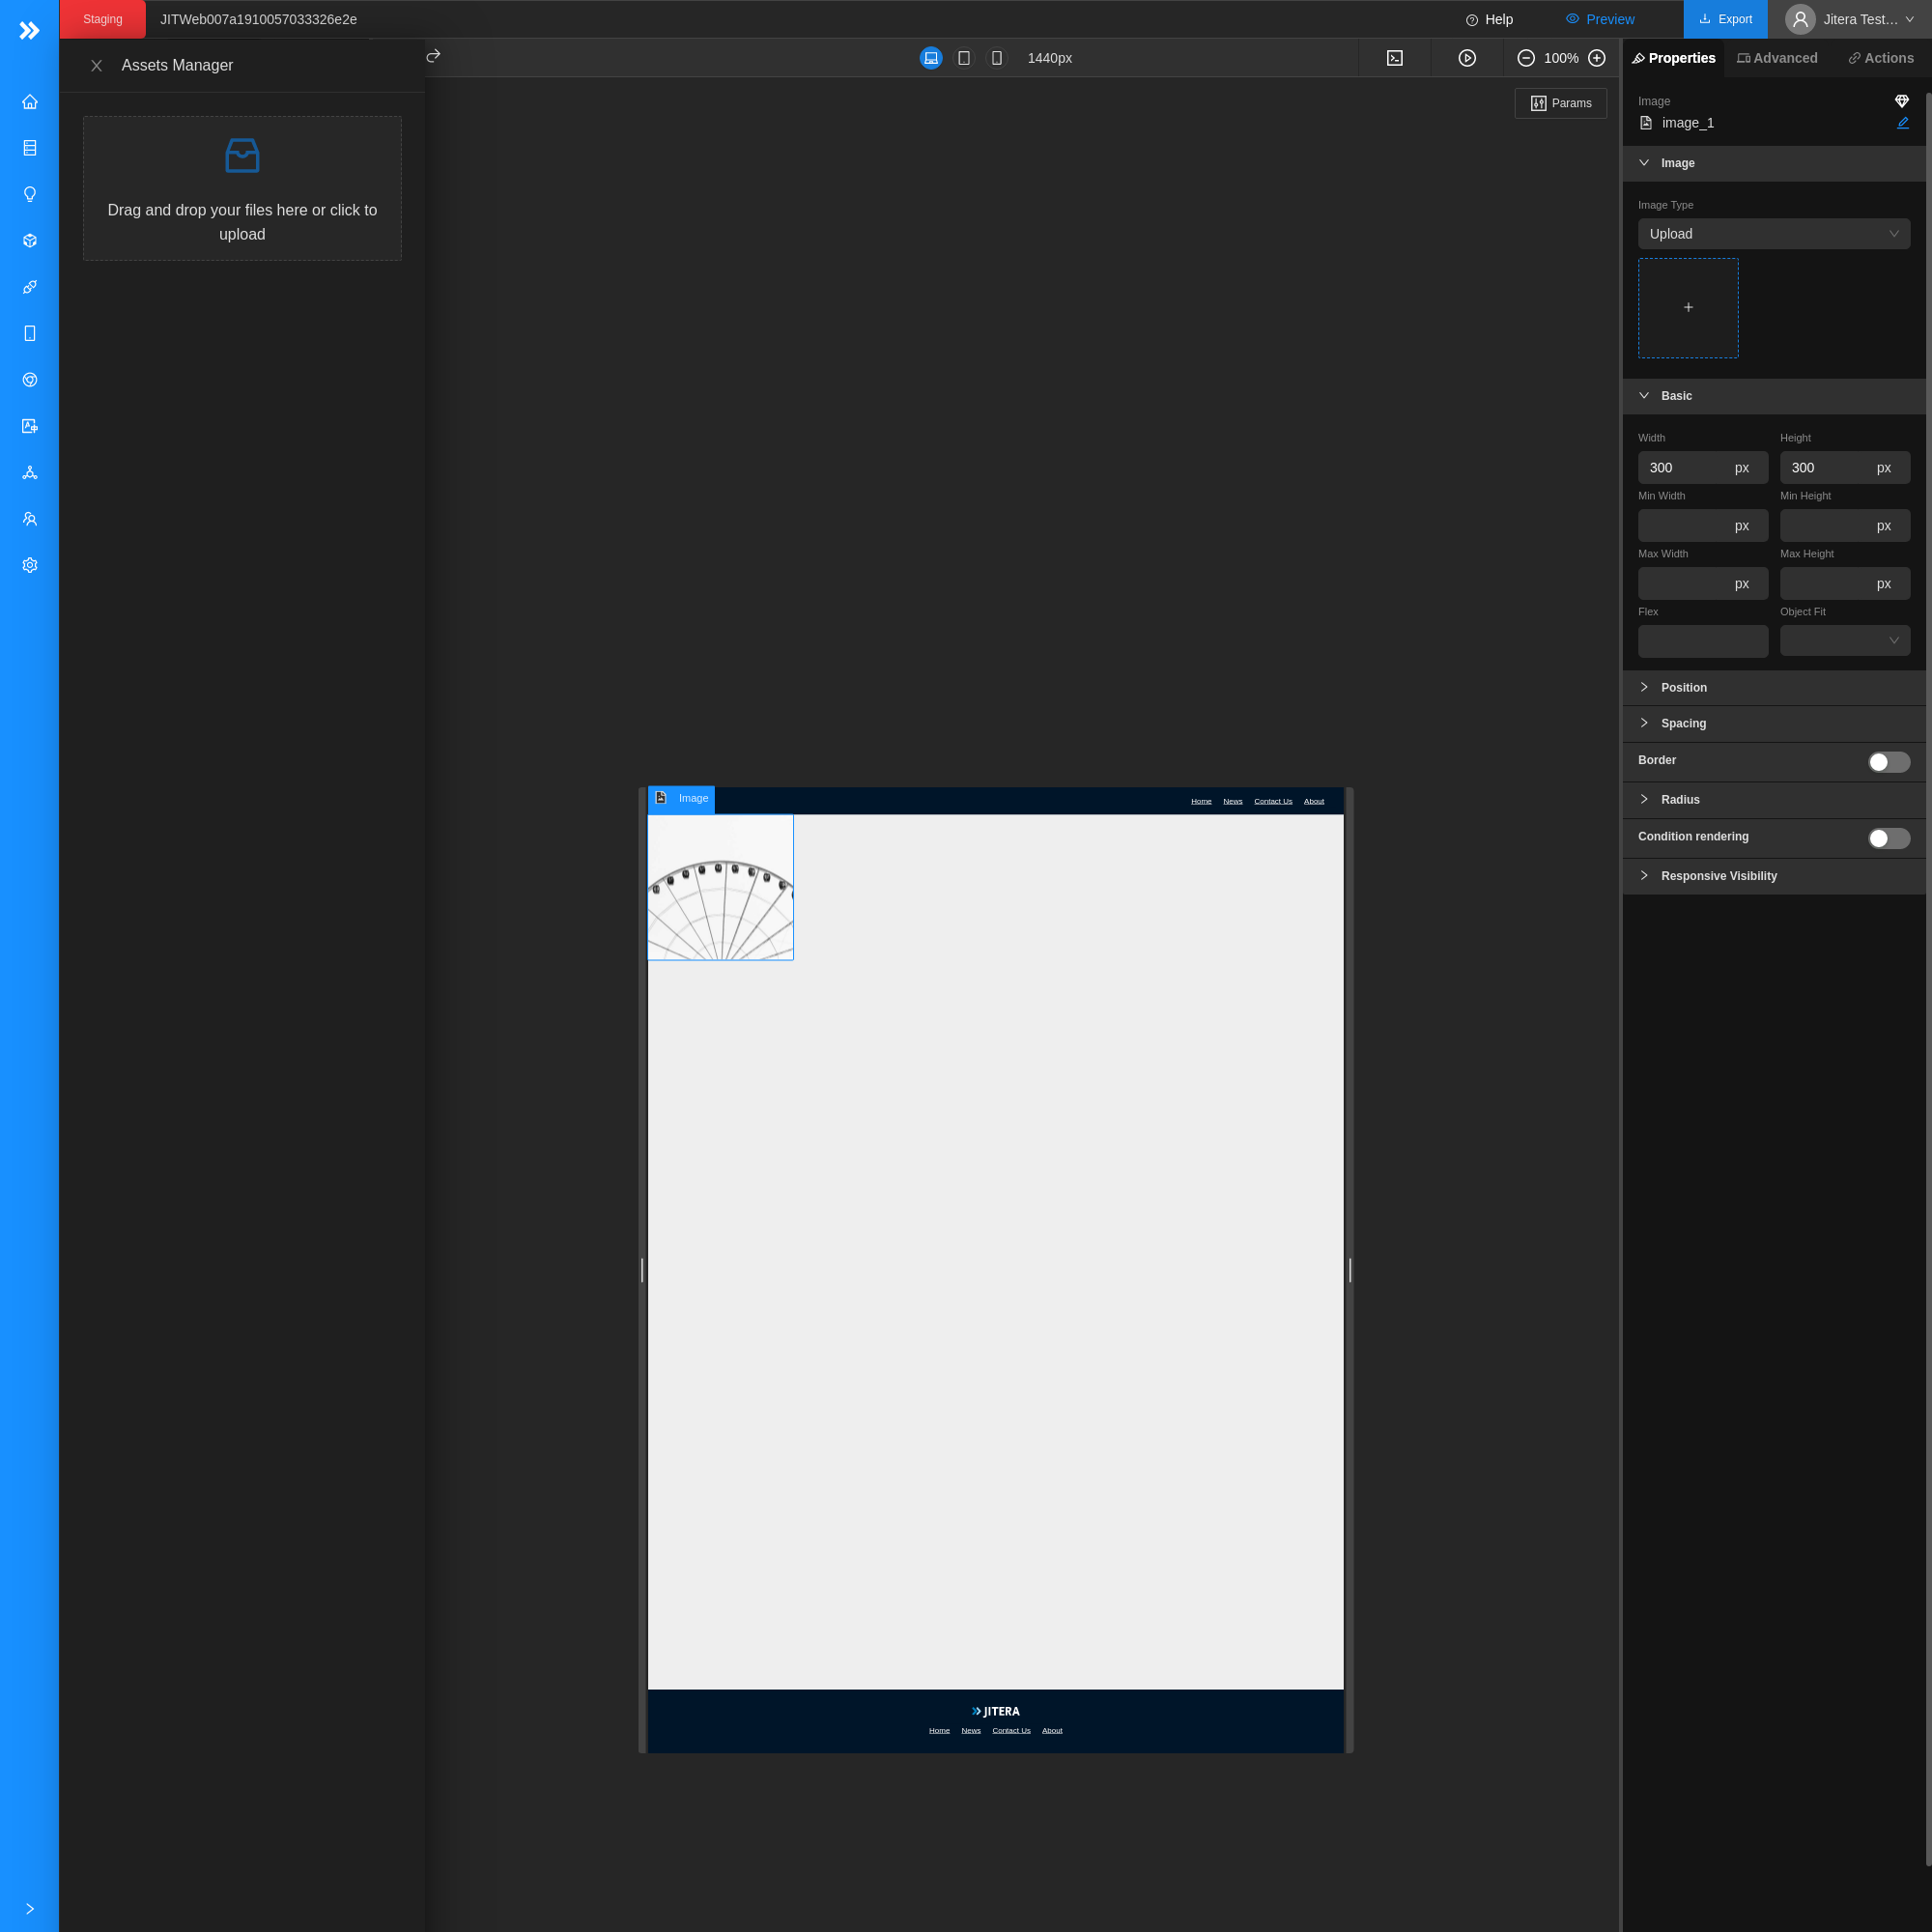 Staging
JITWeb007a1910057033326e2e
Help
Preview
Export
Jitera Test...
Assets Manager
1440px
100%
Properties
Advanced
Actions
Params
Drag and drop your files here or click to
upload
Image
image_1
Image
Image Type
Upload
Basic
Width
Height
300 px
300 px
Min Width
Min Height
px
px
Max Width
Max Height
px
px
Flex
Object Fit
Position
Spacing
Border
Radius
Condition rendering
Responsive Visibility
Image
Home News Contact Us About
JITERA
Home News Contact Us About